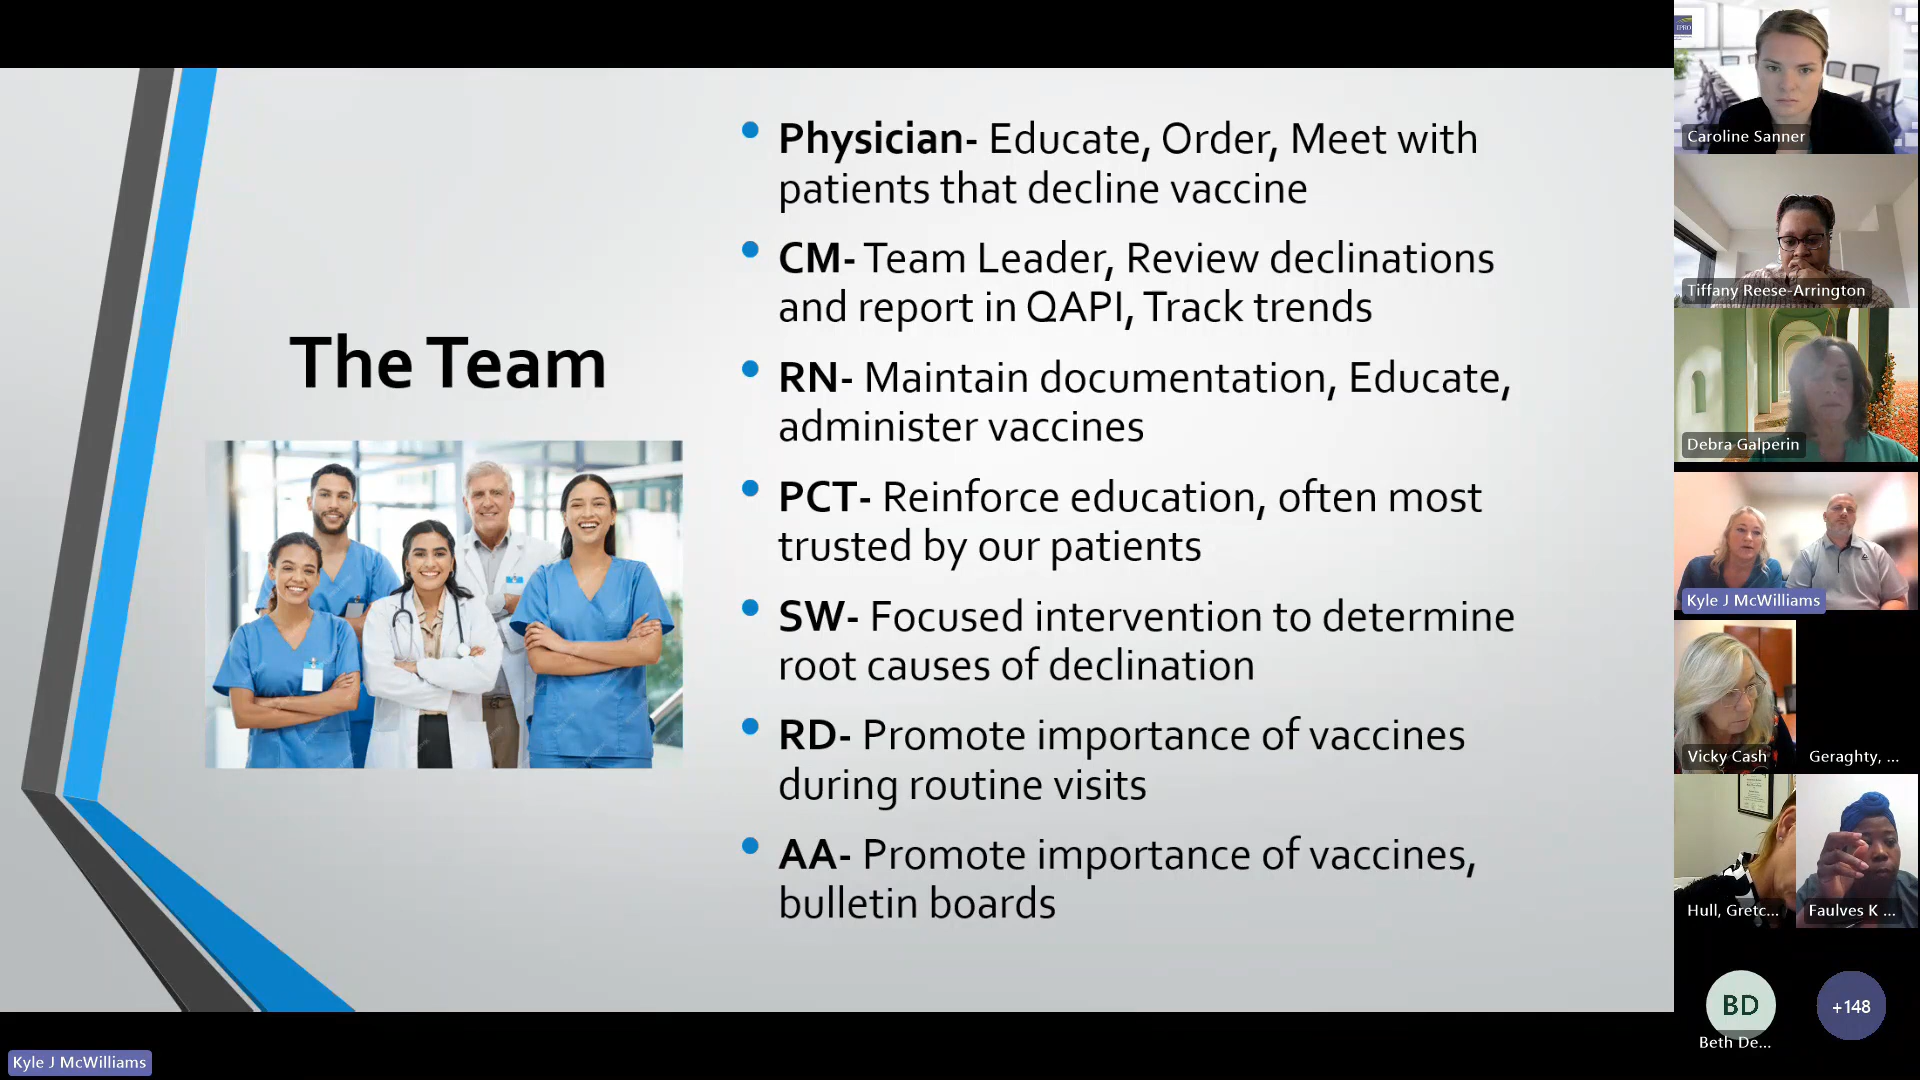 The Team
Physician- Educate, Order, Meet with
patients that decline vaccine
CM- Team Leader, Review declinations
and report in QAPI, Track trends
RN- Maintain documentation, Educate,
administer vaccines
PCT- Reinforce education, often most
trusted by our patients
SW- Focused intervention to determine
root causes of declination
RD- Promote importance of vaccines
during routine visits
AA- Promote importance of vaccines,
bulletin boards
Caroline Sanner
Tiffany Reese-Arrington
Debra Galperin
Kyle J McWilliams
Vicky Cash
Geraghty, ...
Hull, Gretc...
Faulves K ...
BD
Beth De...
+148
Kyle J McWilliams